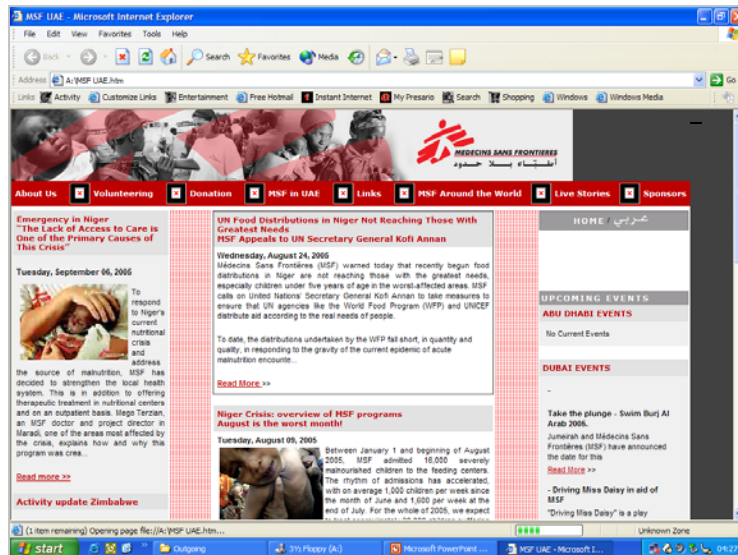 MSF UAE - Microsoft Internet Explorer
File Edit View Favorites Tools Help
Back Search Favorites Media
Address A:\MSF UAE.htm Go
Links Activity Customize Links Entertainment Free Hotmail Instant Internet My Presario Search Shopping Windows Windows Media
MEDECINS SANS FRONTIERES
أطباء بلا حدود
About Us Volunteering Donation MSF in UAE Links MSF Around the World Live Stories Sponsors
Emergency in Niger
"The Lack of Access to Care is
One of the Primary Causes of
This Crisis"
Tuesday, September 06, 2005
To
respond
to Niger's
current
nutritional
crisis
and
address
the source of malnutrition, MSF has
decided to strengthen the local health
system. This is in addition to offering
therapeutic treatment in nutritional centers
and on an outpatient basis. Mego Terzian,
an MSF doctor and project director in
Maradi, one of the areas most affected by
the crisis, explains how and why this
program was crea...
Read more >>
Activity update Zimbabwe
UN Food Distributions in Niger Not Reaching Those With
Greatest Needs
MSF Appeals to UN Secretary General Kofi Annan
Wednesday, August 24, 2005
Médecins Sans Frontières (MSF) warned today that recently begun food
distributions in Niger are not reaching those with the greatest needs,
especially children under five years of age in the worst-affected areas. MSF
calls on United Nations' Secretary General Kofi Annan to take measures to
ensure that UN agencies like the World Food Program (WFP) and UNICEF
distribute aid according to the real needs of people.
To date, the distributions undertaken by the WFP fall short, in quantity and
quality, in responding to the gravity of the current epidemic of acute
malnutrition encounte...
Read More >>
Niger Crisis: overview of MSF programs
August is the worst month!
Tuesday, August 09, 2005
Between January 1 and beginning of August
2005, MSF admitted 16,000 severely
malnourished children to the feeding centers.
The rhythm of admissions has accelerated,
with on average 1,000 children per week since
the month of June and 1,600 per week at the
end of July. For the whole of 2005, we expect
HOME / عربي
UPCOMING EVENTS
ABU DHABI EVENTS
No Current Events
DUBAI EVENTS
-
Take the plunge - Swim Burj Al
Arab 2006.
Jumeirah and Médecins Sans
Frontières (MSF) have announced
the date for this
Read More >>
- Driving Miss Daisy in aid of
MSF
"Driving Miss Daisy" is a play
(1 item remaining) Opening page file://A:\MSF UAE.htm... Unknown Zone
start Outgoing 3½ Floppy (A:) Microsoft PowerPoint ... MSF UAE - Microsoft I... 04:27